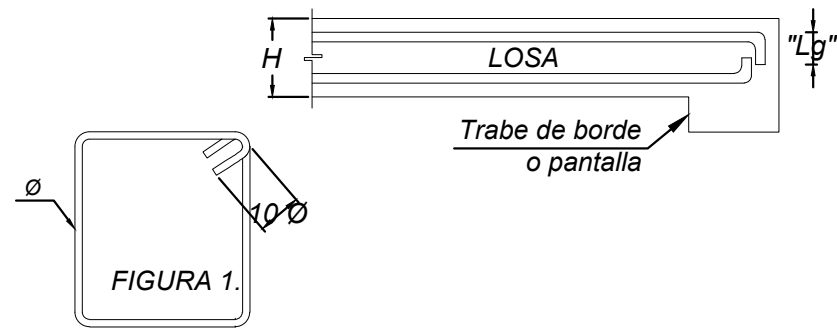 H
LOSA
"Lg"
Trabe de borde
o pantalla
Ø
10 Ø
FIGURA 1.